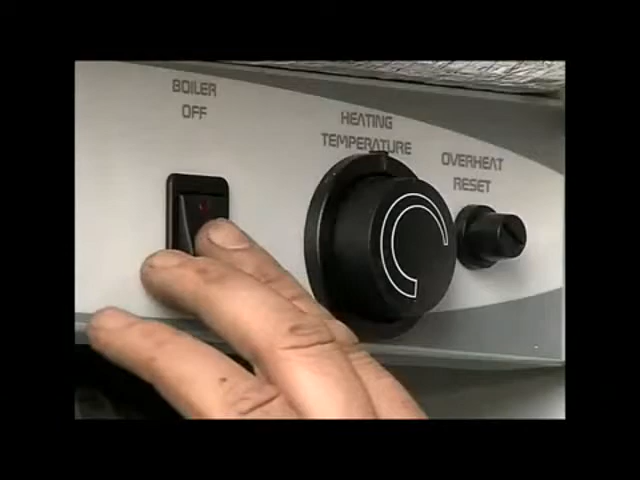 BOILER
OFF
HEATING
TEMPERATURE
OVERHEAT
RESET